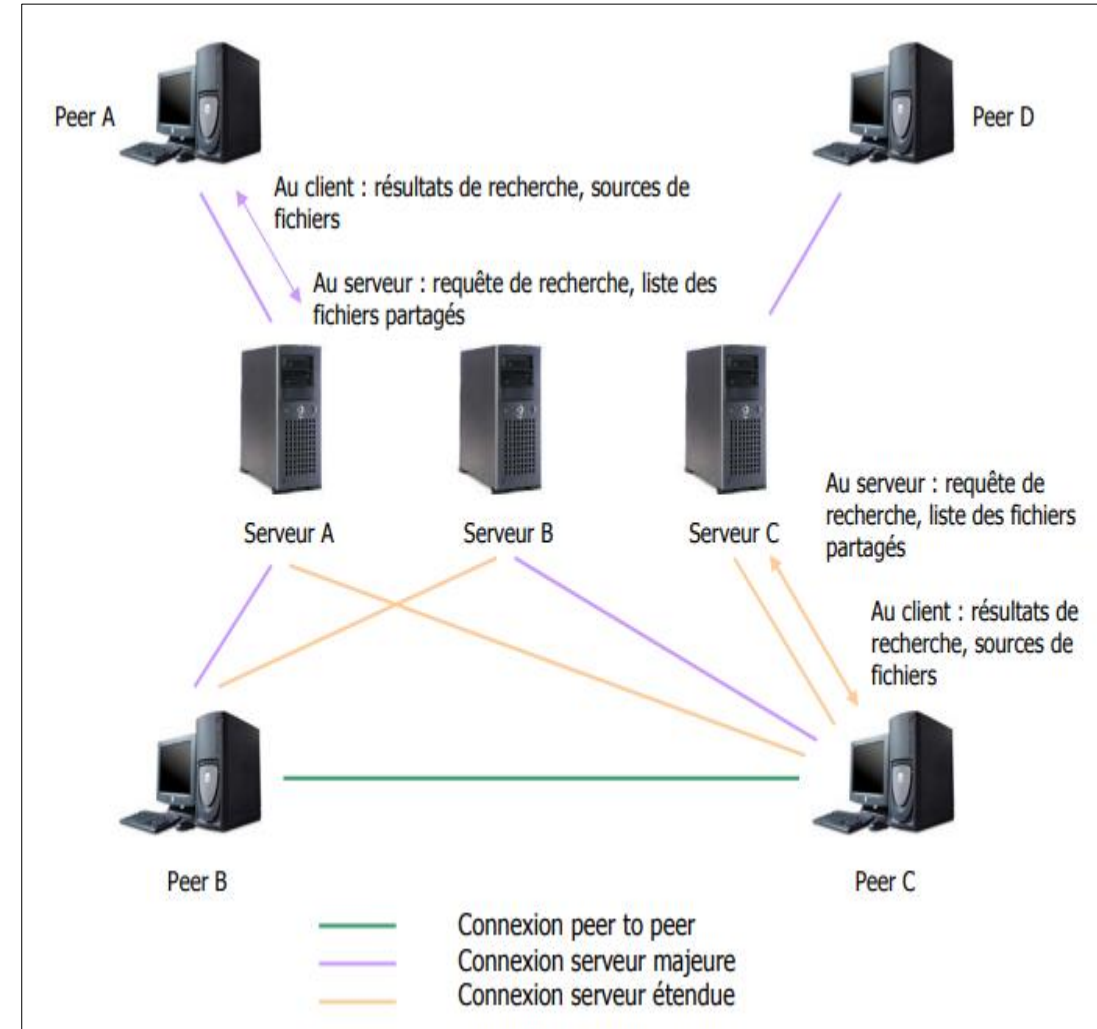 Peer A
Peer D
Au client : résultats de recherche, sources de
fichiers
Au serveur : requête de recherche, liste des
fichiers partagés
Serveur A
Serveur B
Serveur C
Au serveur : requête de
recherche, liste des fichiers
partagés
Au client : résultats de
recherche, sources de
fichiers
Peer B
Peer C
Connexion peer to peer
Connexion serveur majeure
Connexion serveur étendue